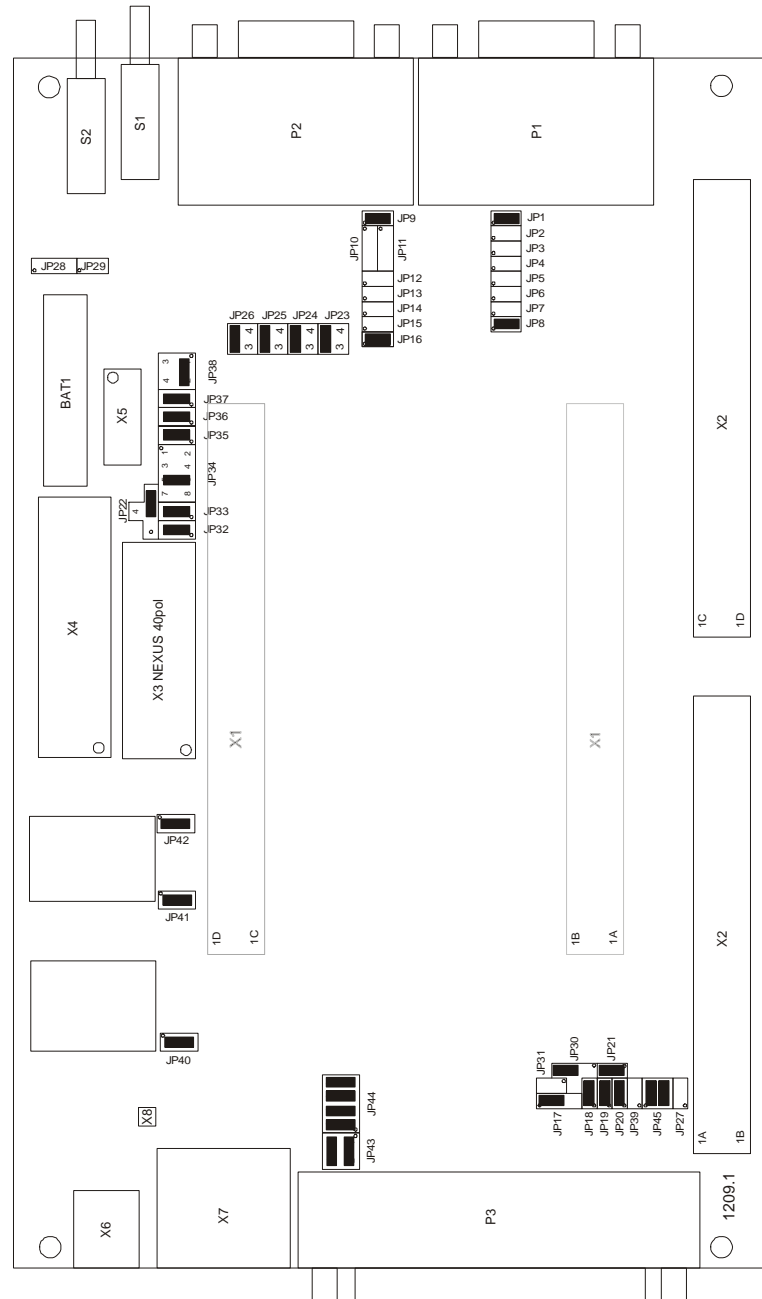 S2
S1
P2
P1
JP28
JP29
JP9
JP10
JP11
JP12
JP13
JP14
JP15
JP16
JP1
JP2
JP3
JP4
JP5
JP6
JP7
JP8
JP26
JP25
JP24
JP23
3 4
3 4
3 4
3 4
BAT1
X5
3
4
JP38
JP37
JP36
JP35
1 2
3 4
7 8
JP34
JP22
4
JP33
JP32
X4
X3 NEXUS 40pol
X1
1D
1C
X1
1B
1A
X2
1C
1D
X2
1A
1B
JP42
JP41
JP40
X8
JP44
JP43
JP31
JP30
JP21
JP17
JP18
JP19
JP20
JP39
JP45
JP27
X6
X7
P3
1209.1